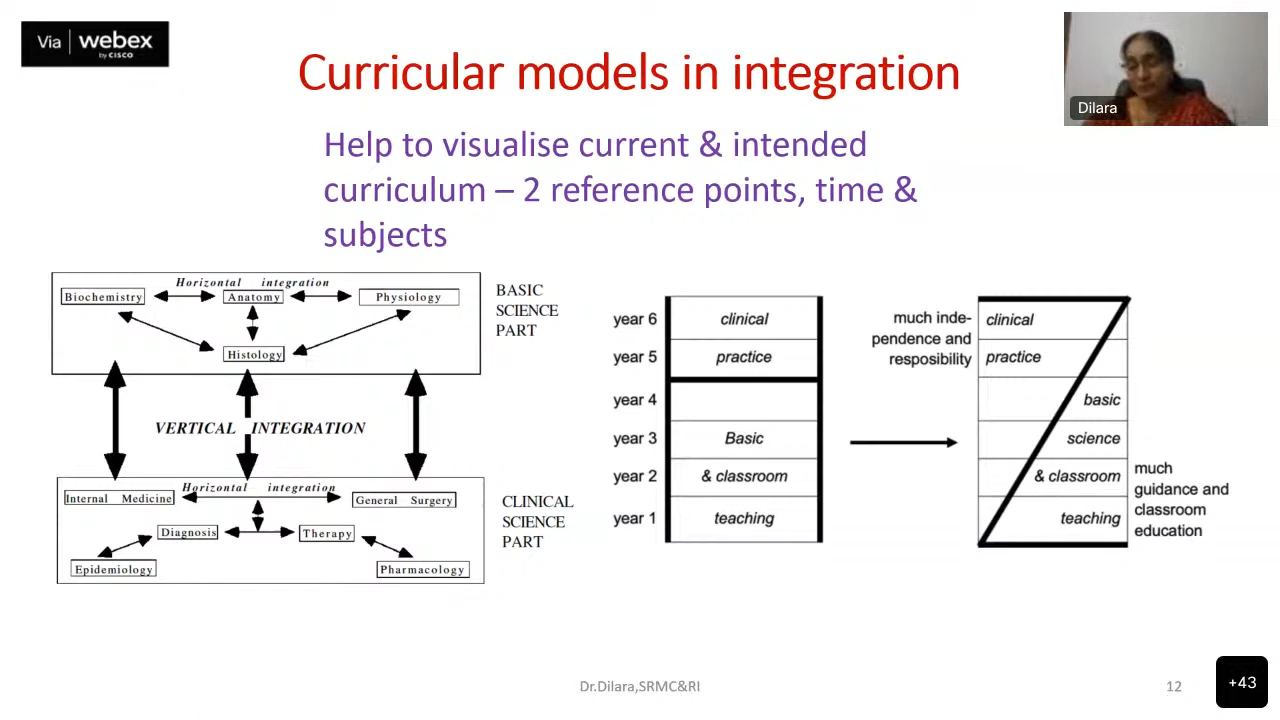 Via webex
by CISCO
Curricular models in integration
Dilara
Help to visualise current & intended
curriculum – 2 reference points, time &
subjects
Horizontal integration
Biochemistry
Anatomy
Physiology
Histology
BASIC
SCIENCE
PART
VERTICAL INTEGRATION
Horizontal integration
Internal Medicine
General Surgery
Diagnosis
Therapy
Epidemiology
Pharmacology
CLINICAL
SCIENCE
PART
year 6 clinical
year 5 practice
year 4
year 3 Basic
year 2 & classroom
year 1 teaching
much inde-
pendence and
resposibility
clinical
practice
basic
science
& classroom
teaching
much
guidance and
classroom
education
Dr.Dilara,SRMC&RI
12
+43